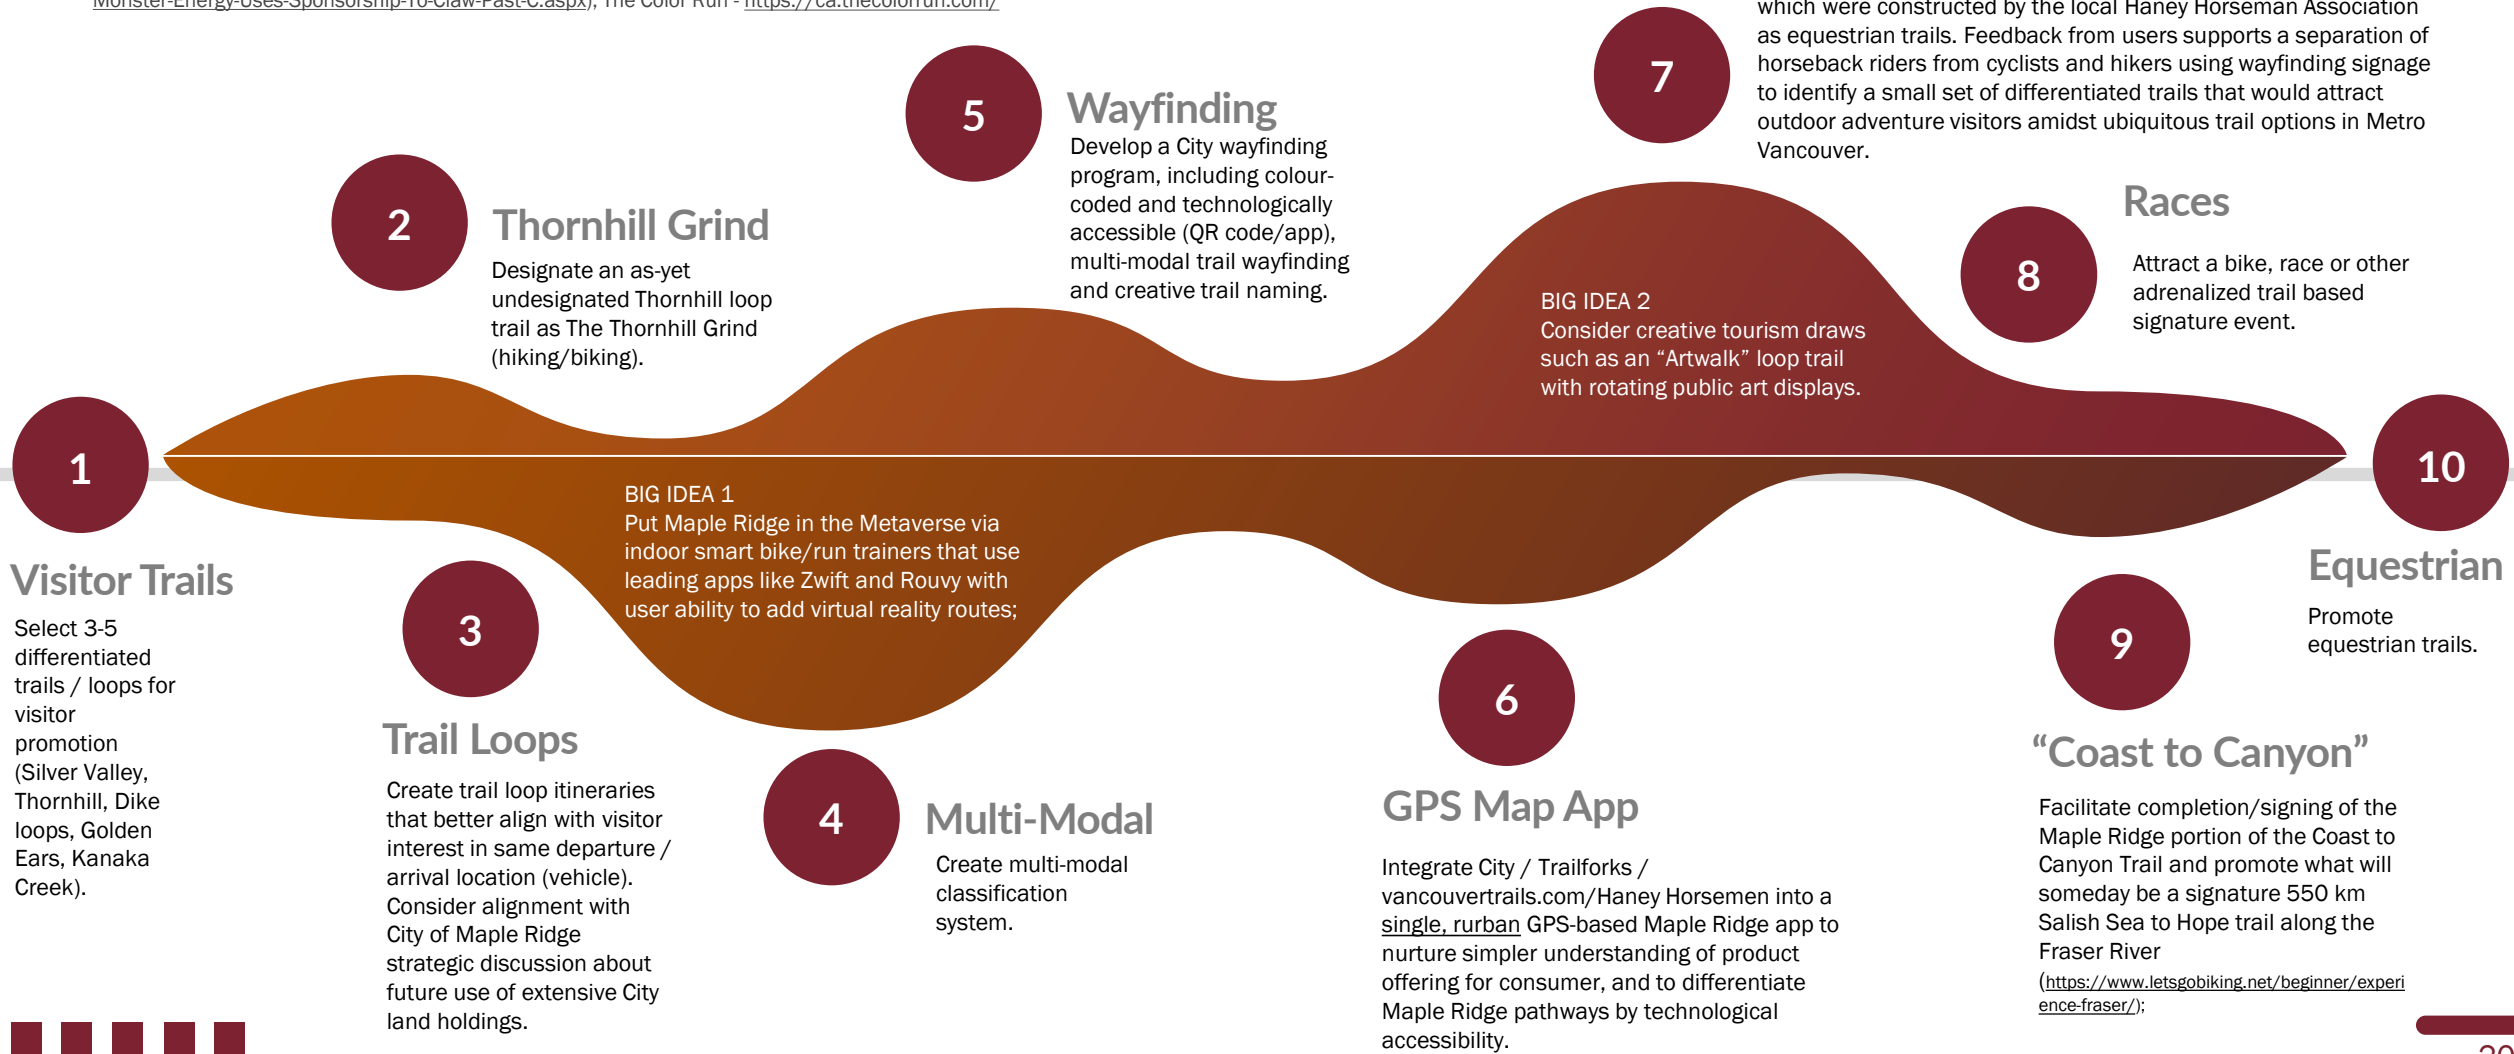 Monster-Energy-Uses-Sponsorship-To-Claw-Past-C.aspx), The Color Run - https://ca.thecolorrun.com/
1
Visitor Trails
Select 3-5
differentiated
trails / loops for
visitor
promotion
(Silver Valley,
Thornhill, Dike
loops, Golden
Ears, Kanaka
Creek).
2
Thornhill Grind
Designate an as-yet
undesignated Thornhill loop
trail as The Thornhill Grind
(hiking/biking).
3
Trail Loops
Create trail loop itineraries
that better align with visitor
interest in same departure /
arrival location (vehicle).
Consider alignment with
City of Maple Ridge
strategic discussion about
future use of extensive City
land holdings.
BIG IDEA 1
Put Maple Ridge in the Metaverse via
indoor smart bike/run trainers that use
leading apps like Zwift and Rouvy with
user ability to add virtual reality routes;
4
Multi-Modal
Create multi-modal
classification
system.
5
Wayfinding
Develop a City wayfinding
program, including colour-
coded and technologically
accessible (QR code/app),
multi-modal trail wayfinding
and creative trail naming.
6
GPS Map App
Integrate City / Trailforks /
vancouvertrails.com/Haney Horsemen into a
single, rurban GPS-based Maple Ridge app to
nurture simpler understanding of product
offering for consumer, and to differentiate
Maple Ridge pathways by technological
accessibility.
7
which were constructed by the local Haney Horseman Association
as equestrian trails. Feedback from users supports a separation of
horseback riders from cyclists and hikers using wayfinding signage
to identify a small set of differentiated trails that would attract
outdoor adventure visitors amidst ubiquitous trail options in Metro
Vancouver.
BIG IDEA 2
Consider creative tourism draws
such as an “Artwalk” loop trail
with rotating public art displays.
8
Races
Attract a bike, race or other
adrenalized trail based
signature event.
9
“Coast to Canyon”
Facilitate completion/signing of the
Maple Ridge portion of the Coast to
Canyon Trail and promote what will
someday be a signature 550 km
Salish Sea to Hope trail along the
Fraser River
(https://www.letsgobiking.net/beginner/experi
ence-fraser/);
10
Equestrian
Promote
equestrian trails.